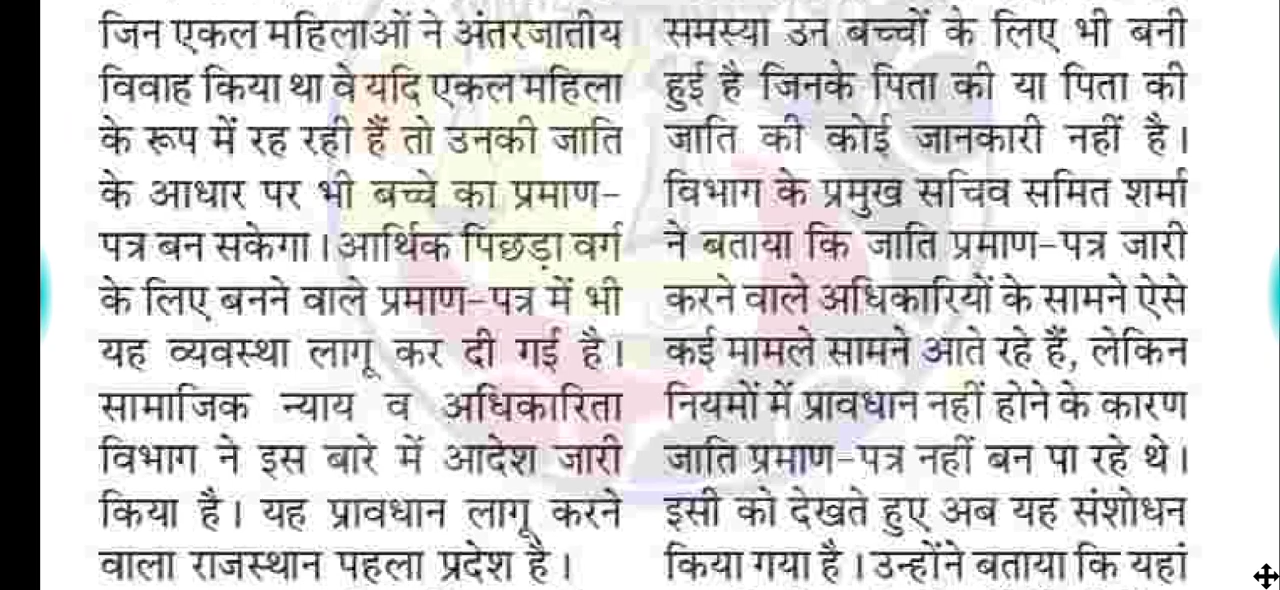 जिन एकल महिलाओं ने अंतरजातीय
विवाह किया था वे यदि एकल महिला
के रूप में रह रही हैं तो उनकी जाति
के आधार पर भी बच्चे का प्रमाण-
पत्र बन सकेगा। आर्थिक पिछड़ा वर्ग
के लिए बनने वाले प्रमाण-पत्र में भी
यह व्यवस्था लागू कर दी गई है।
सामाजिक न्याय व अधिकारिता
विभाग ने इस बारे में आदेश जारी
किया है। यह प्रावधान लागू करने
वाला राजस्थान पहला प्रदेश है।
समस्या उन बच्चों के लिए भी बनी
हुई है जिनके पिता की या पिता की
जाति की कोई जानकारी नहीं है।
विभाग के प्रमुख सचिव समित शर्मा
ने बताया कि जाति प्रमाण-पत्र जारी
करने वाले अधिकारियों के सामने ऐसे
कई मामले सामने आते रहे हैं, लेकिन
नियमों में प्रावधान नहीं होने के कारण
जाति प्रमाण-पत्र नहीं बन पा रहे थे।
इसी को देखते हुए अब यह संशोधन
किया गया है। उन्होंने बताया कि यहां